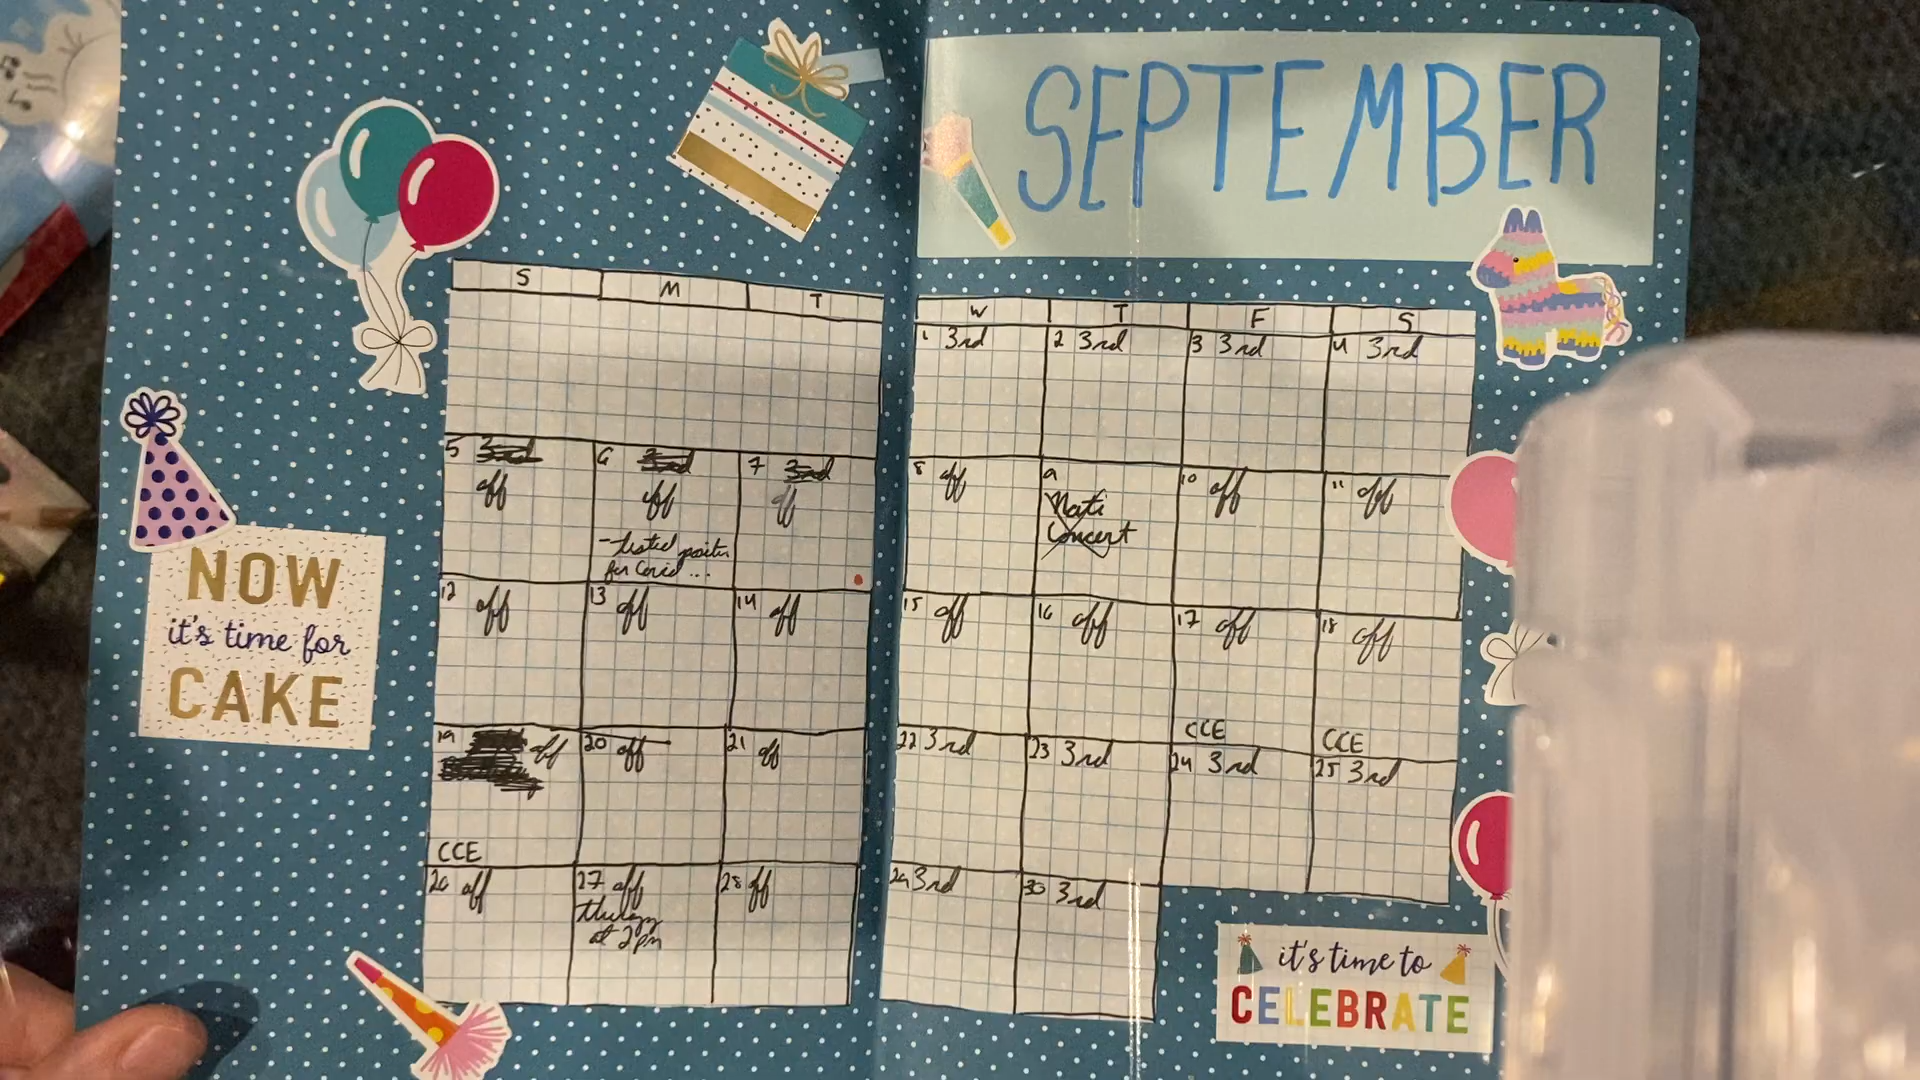 SEPTEMBER
S M T W T F S
1 3rd
2 3rd
3 3rd
4 3rd
5 3rd
off
6 3rd
off
-tested
for Covid...
7 3rd
off
8 off
9
Concert
10 off
11 off
12 off
13 off
14 off
15 off
16 off
17 off
CCE
18 off
CCE
19 off
CCE
20 off
21 off
22 3rd
23 3rd
24 3rd
25 3rd
26 off
27 off
therapy
at 2pm
28 off
29 3rd
30 3rd
NOW
it's time for
CAKE
it's time to
CELEBRATE